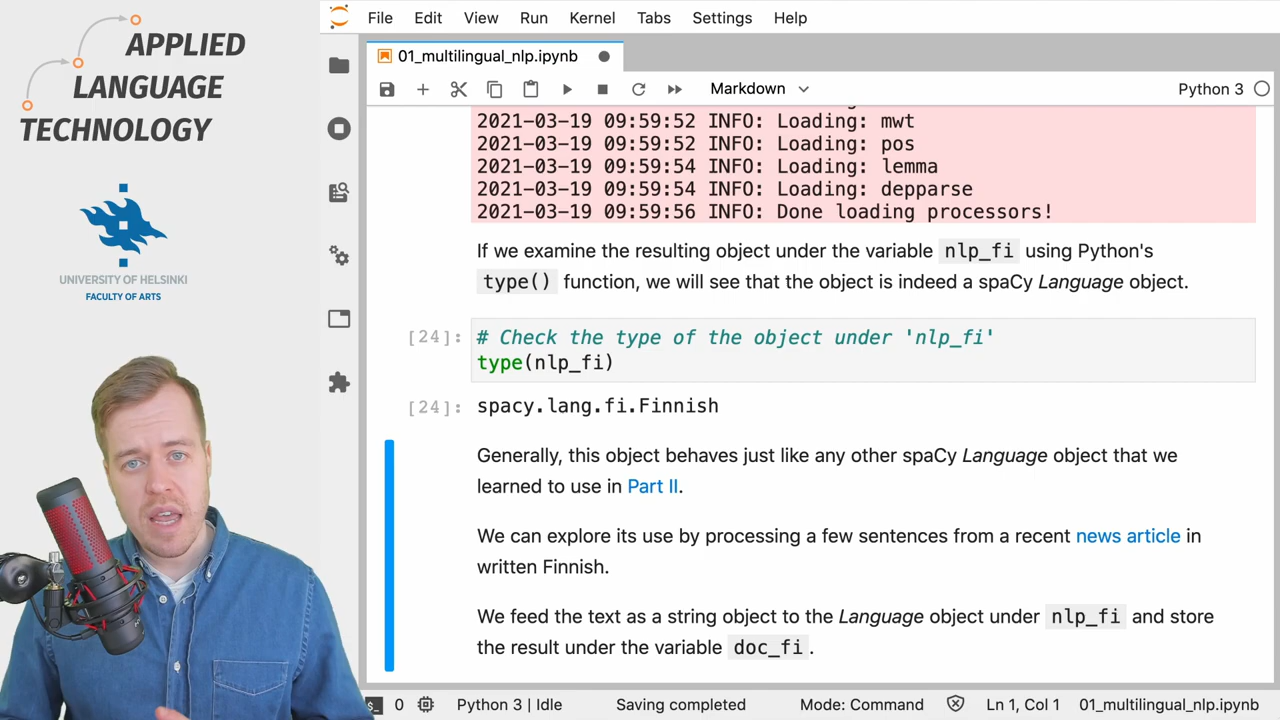 APPLIED
LANGUAGE
TECHNOLOGY
UNIVERSITY OF HELSINKI
FACULTY OF ARTS
File Edit View Run Kernel Tabs Settings Help
01_multilingual_nlp.ipynb
Markdown Python 3
2021-03-19 09:59:52 INFO: Loading: mwt
2021-03-19 09:59:52 INFO: Loading: pos
2021-03-19 09:59:54 INFO: Loading: lemma
2021-03-19 09:59:54 INFO: Loading: depparse
2021-03-19 09:59:56 INFO: Done loading processors!
If we examine the resulting object under the variable nlp_fi using Python's
type() function, we will see that the object is indeed a spaCy Language object.
[24]: # Check the type of the object under 'nlp_fi'
type(nlp_fi)
[24]: spacy.lang.fi.Finnish
Generally, this object behaves just like any other spaCy Language object that we
learned to use in Part II.
We can explore its use by processing a few sentences from a recent news article in
written Finnish.
We feed the text as a string object to the Language object under nlp_fi and store
the result under the variable doc_fi.
0 Python 3 | Idle Saving completed Mode: Command Ln 1, Col 1 01_multilingual_nlp.ipynb